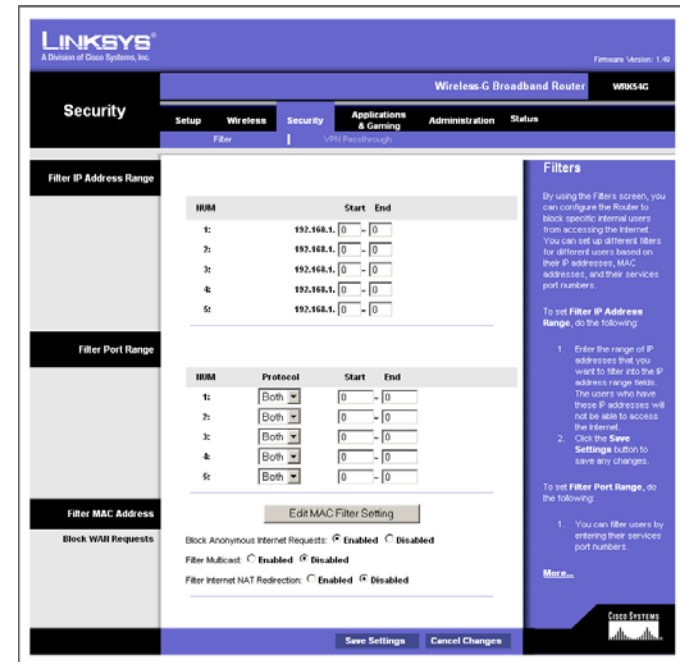 LINKSYS®
A Division of Cisco Systems, Inc.
Firmware Version: 1.49
Wireless-G Broadband Router WRK54G
Security
Setup Wireless Security Applications & Gaming Administration Status
Filter VPN Passthrough
Filter IP Address Range
NUM Start End
1: 192.168.1. 0 ~ 0
2: 192.168.1. 0 ~ 0
3: 192.168.1. 0 ~ 0
4: 192.168.1. 0 ~ 0
5: 192.168.1. 0 ~ 0
Filter Port Range
NUM Protocol Start End
1: Both 0 ~ 0
2: Both 0 ~ 0
3: Both 0 ~ 0
4: Both 0 ~ 0
5: Both 0 ~ 0
Filter MAC Address
Edit MAC Filter Setting
Block WAN Requests
Block Anonymous Internet Requests: Enabled Disabled
Filter Multicast: Enabled Disabled
Filter Internet NAT Redirection: Enabled Disabled
Save Settings Cancel Changes
Filters
By using the Filters screen, you
can configure the Router to
block specific internal users
from accessing the Internet.
You can set up different filters
for different users based on
their IP addresses, MAC
addresses, and their services
port numbers.
To set Filter IP Address
Range, do the following:
1. Enter the range of IP
addresses that you
want to filter into the IP
address range fields.
The users who have
these IP addresses will
not be able to access
the Internet.
2. Click the Save
Settings button to
save any changes.
To set Filter Port Range, do
the following:
1. You can filter users by
entering their services
port numbers.
More...
CISCO SYSTEMS